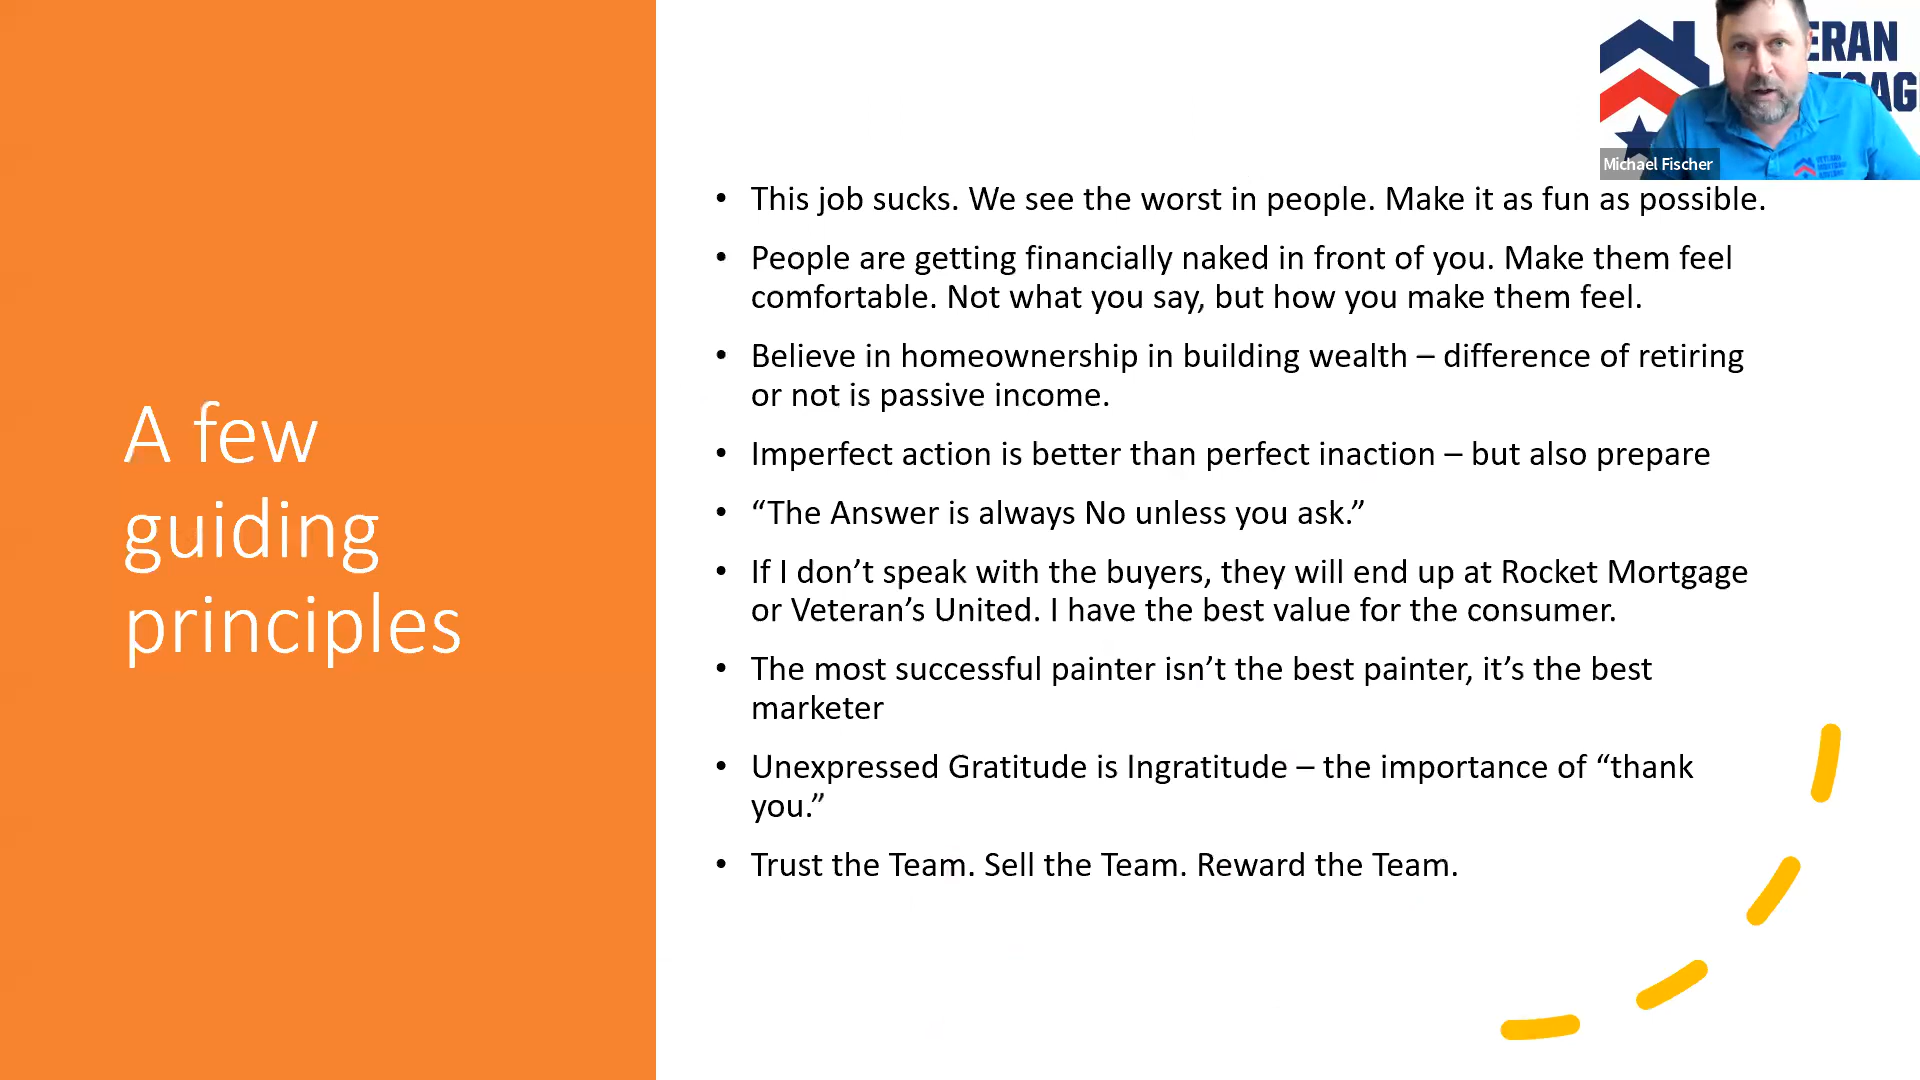 A few
guiding
principles
ERAN
Michael Fischer
• This job sucks. We see the worst in people. Make it as fun as possible.
• People are getting financially naked in front of you. Make them feel
comfortable. Not what you say, but how you make them feel.
• Believe in homeownership in building wealth – difference of retiring
or not is passive income.
• Imperfect action is better than perfect inaction – but also prepare
• “The Answer is always No unless you ask.”
• If I don’t speak with the buyers, they will end up at Rocket Mortgage
or Veteran’s United. I have the best value for the consumer.
• The most successful painter isn’t the best painter, it’s the best
marketer
• Unexpressed Gratitude is Ingratitude – the importance of “thank
you.”
• Trust the Team. Sell the Team. Reward the Team.